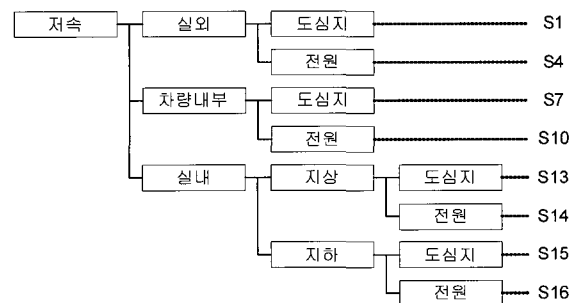 저속 실외 도심지 S1
전원 S4
차량내부 도심지 S7
전원 S10
실내 지상 도심지 S13
전원 S14
지하 도심지 S15
전원 S16